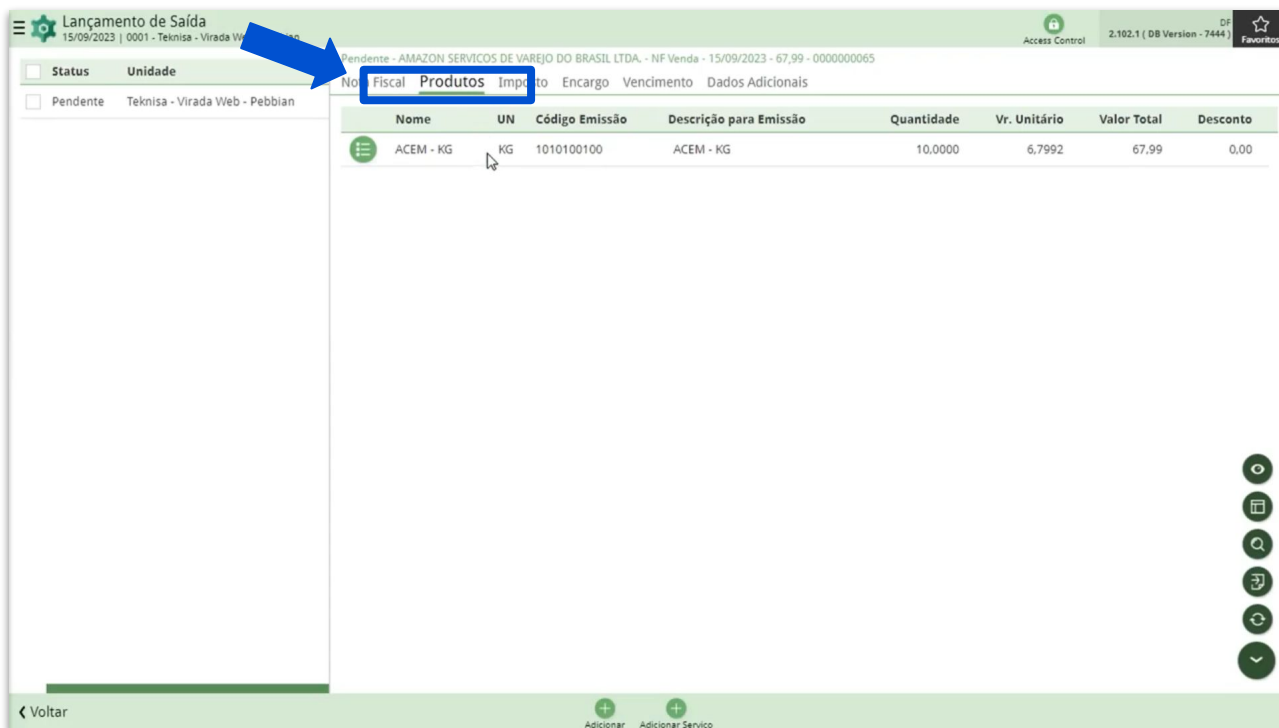 Lançamento de Saída
15/09/2023 | 0001 - Teknisa - Virada
Access Control
2.102.1 ( DB Version - 7444 )
DF
Favoritos
Status Unidade
Pendente Teknisa - Virada Web - Pebbian
Pendente - AMAZON SERVICOS DE VAREJO DO BRASIL LTDA. - NF Venda - 15/09/2023 - 67,99 - 0000000065
Nota Fiscal Produtos Imposto Encargo Vencimento Dados Adicionais
Nome UN Código Emissão Descrição para Emissão Quantidade Vr. Unitário Valor Total Desconto
ACEM - KG KG 1010100100 ACEM - KG 10,0000 6,7992 67,99 0,00
Voltar
Adicionar Adicionar Serviço